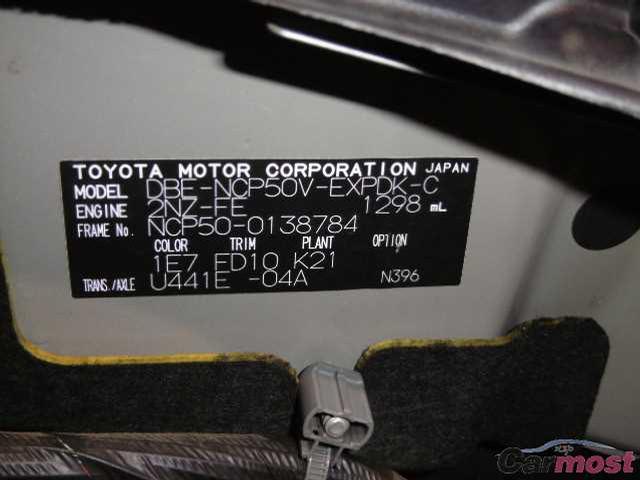 TOYOTA MOTOR CORPORATION JAPAN
MODEL DBE-NCP50V-EXPDK-C
ENGINE 2NZ-FE 1298 mL
FRAME No. NCP50-0138784
COLOR TRIM PLANT OPTION
1E7 FD10 K21
TRANS./AXLE U441E -04A N396
Carmost